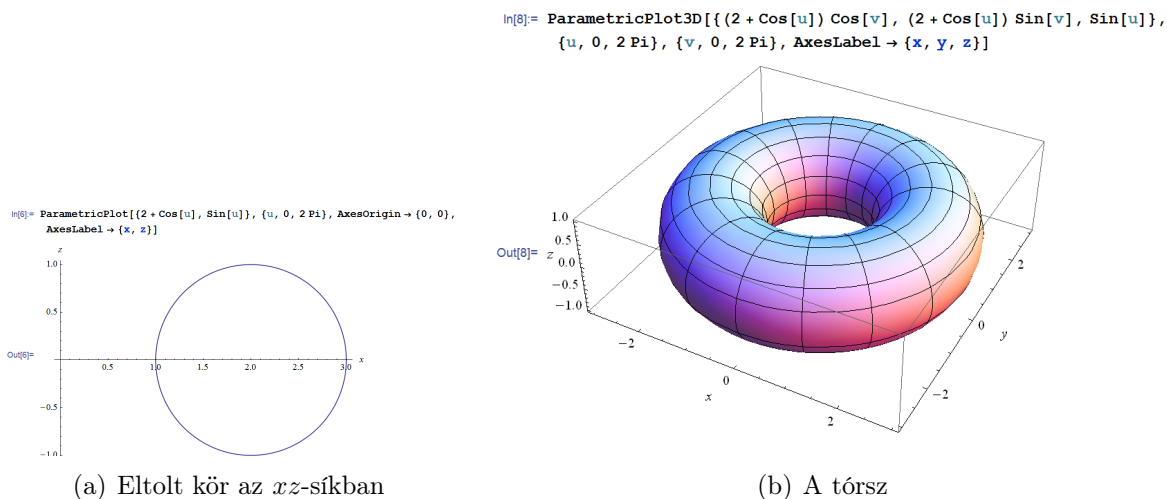 In[6]:= ParametricPlot[{2 + Cos[u], Sin[u]}, {u, 0, 2 Pi}, AxesOrigin → {0, 0},
AxesLabel → {x, z}]
z
1.0
0.5
Out[6]=
0.5 1.0 1.5 2.0 2.5 3.0 x
−0.5
−1.0
(a) Eltolt kör az xz-síkban
In[8]:= ParametricPlot3D[{(2 + Cos[u]) Cos[v], (2 + Cos[u]) Sin[v], Sin[u]},
{u, 0, 2 Pi}, {v, 0, 2 Pi}, AxesLabel → {x, y, z}]
1.0
0.5
Out[8]= z 0.0
−0.5
−1.0
−2
0
x
2
2
0
y
−2
(b) A tórsz